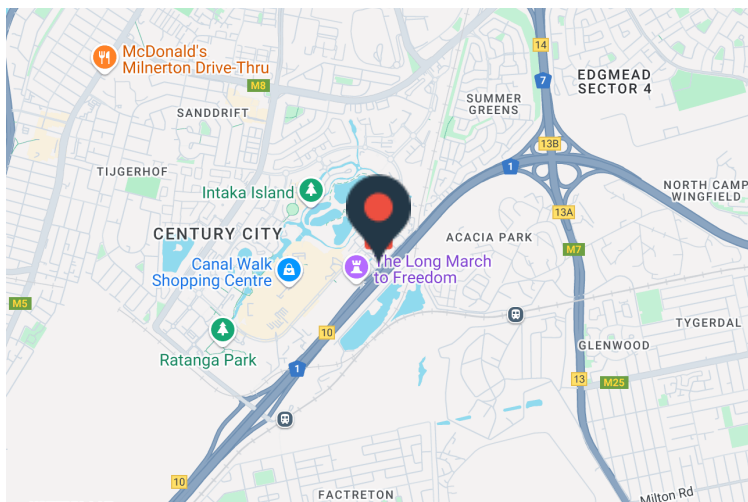 McDonald's
Milnerton Drive-Thru
14
M8
7
EDGMEAD
SECTOR 4
SUMMER
GREENS
SANDDRIFT
13B
1
TIJGERHOF
Intaka Island
NORTH CAMP
WINGFIELD
13A
CENTURY CITY
ACACIA PARK
M7
Canal Walk
Shopping Centre
The Long March
to Freedom
M5
10
TYGERDAL
GLENWOOD
Ratanga Park
1
13
M25
10
FACTRETON
Milton Rd